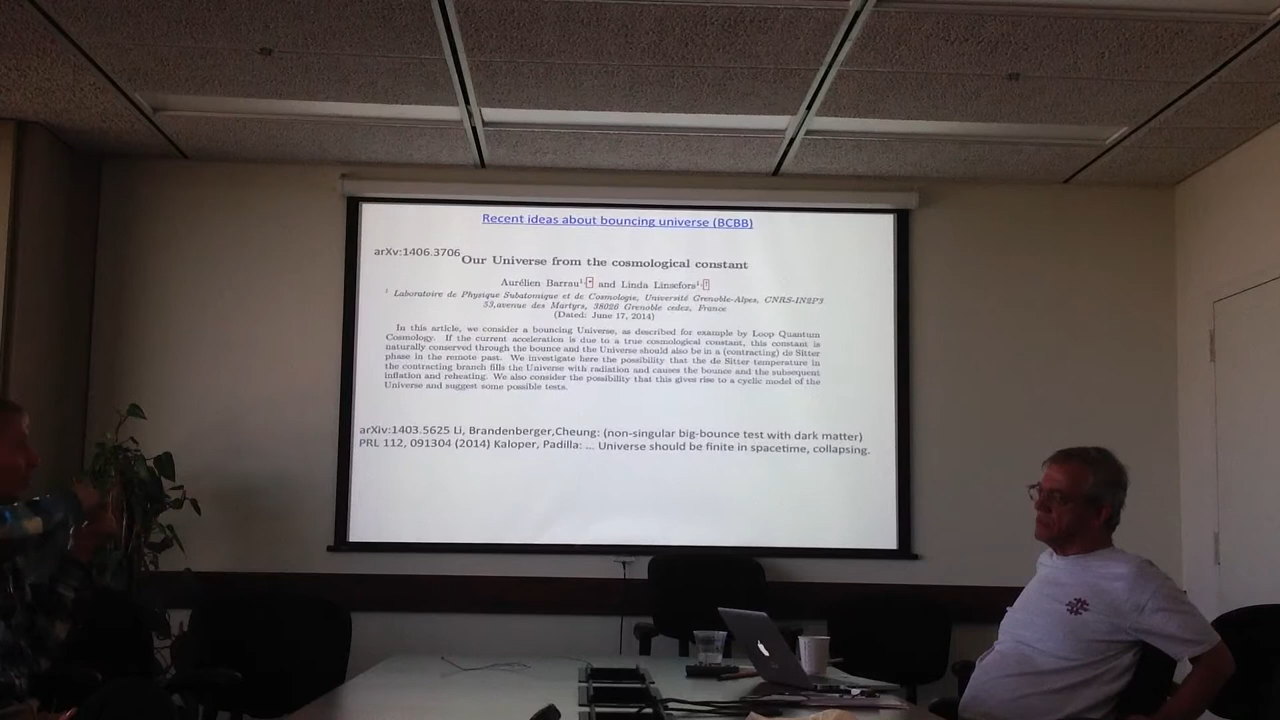 Recent ideas about bouncing universe (BCBB)
arXv:1406.3706
Our Universe from the cosmological constant
Aurélien Barrau¹,* and Linda Linsefors¹,†
¹ Laboratoire de Physique Subatomique et de Cosmologie, Université Grenoble-Alpes, CNRS-IN2P3
53,avenue des Martyrs, 38026 Grenoble cedex, France
(Dated: June 17, 2014)
In this article, we consider a bouncing Universe, as described for example by Loop Quantum
Cosmology. If the current acceleration is due to a true cosmological constant, this constant is
naturally conserved through the bounce and the Universe should also be in a (contracting) de Sitter
phase in the remote past. We investigate here the possibility that the de Sitter temperature in
the contracting branch fills the Universe with radiation and causes the bounce and the subsequent
inflation and reheating. We also consider the possibility that this gives rise to a cyclic model of the
Universe and suggest some possible tests.
arXiv:1403.5625 Li, Brandenberger,Cheung: (non-singular big-bounce test with dark matter)
PRL 112, 091304 (2014) Kaloper, Padilla: ... Universe should be finite in spacetime, collapsing.